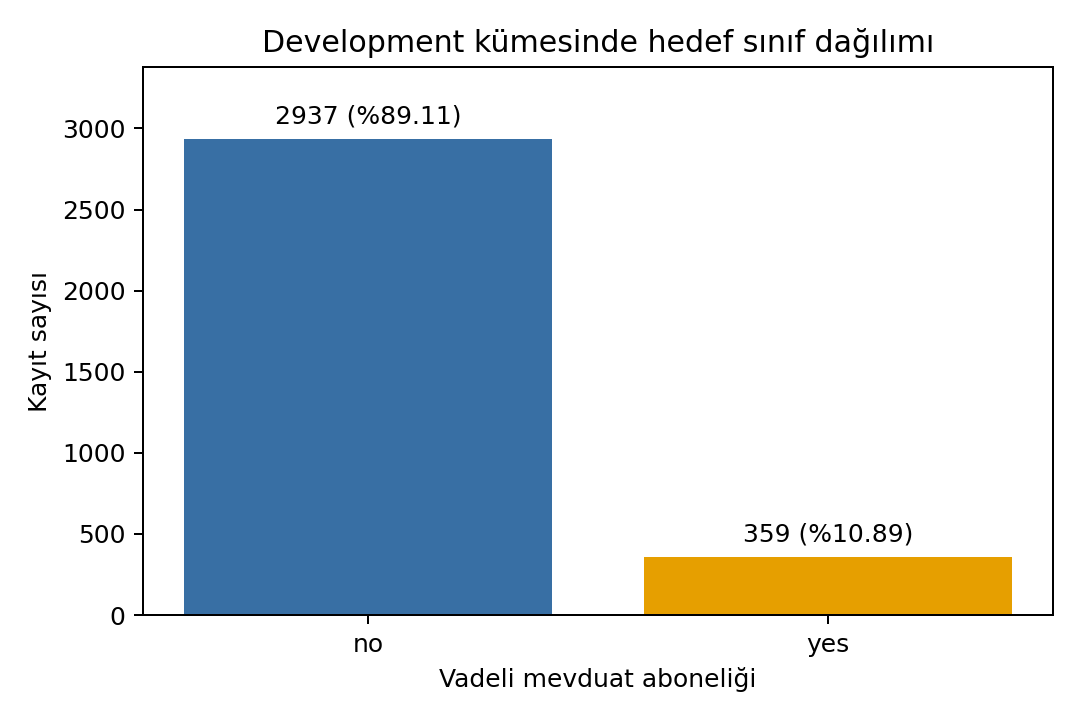 Development kümesinde hedef sınıf dağılımı
2937 (%89.11)
359 (%10.89)
3000
2500
2000
1500
1000
500
0
Kayıt sayısı
no
yes
Vadeli mevduat aboneliği